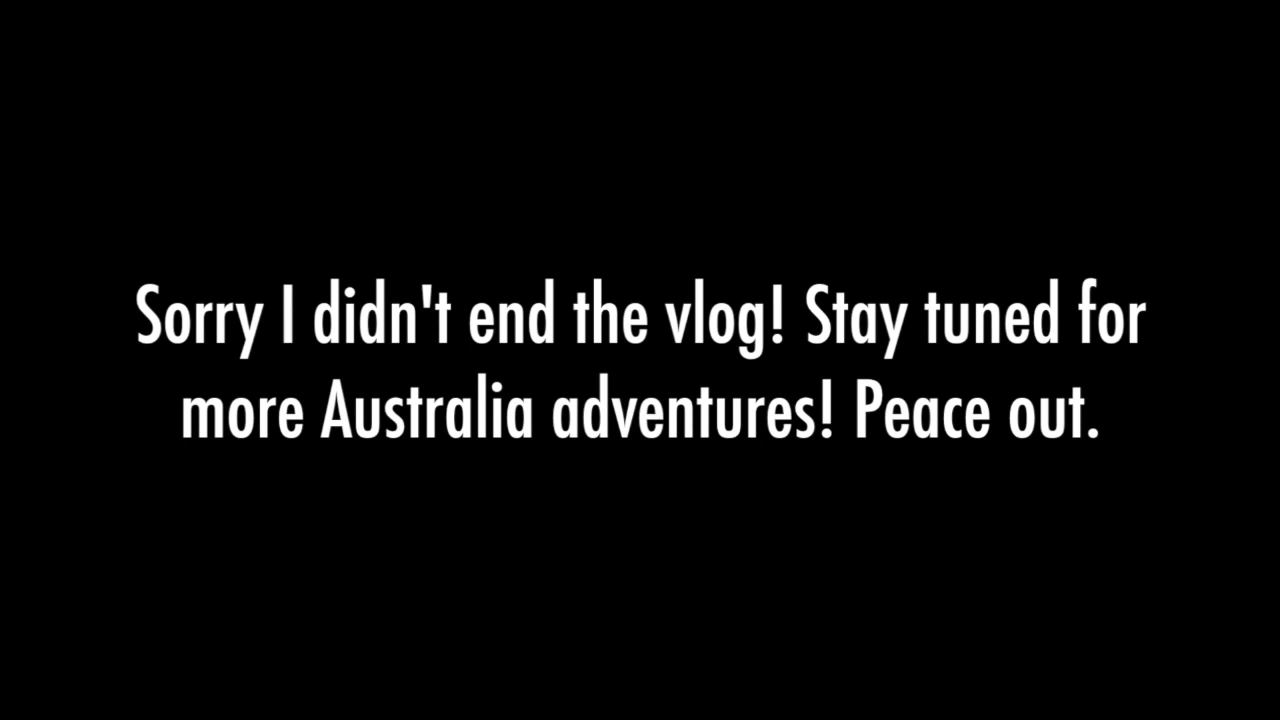 Sorry I didn't end the vlog! Stay tuned for
more Australia adventures! Peace out.